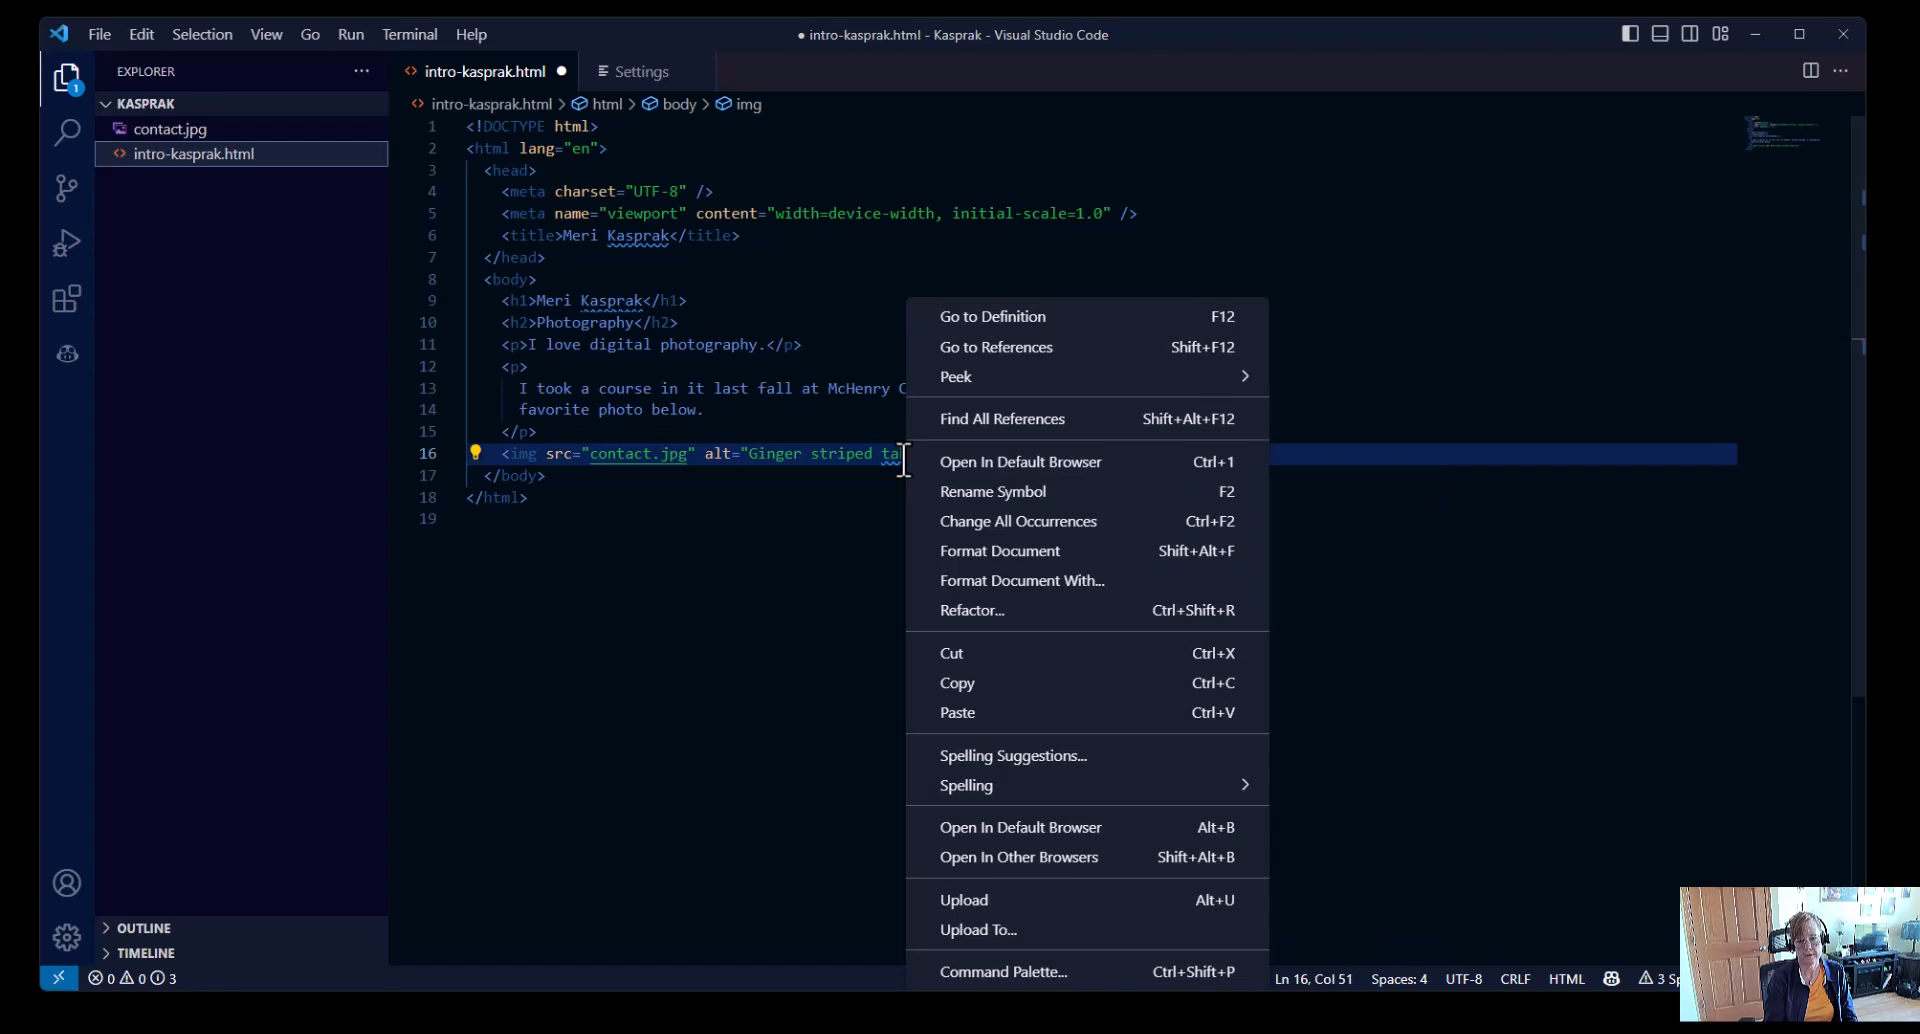 File Edit Selection View Go Run Terminal Help
● intro-kasprak.html - Kasprak - Visual Studio Code
EXPLORER
KASPRAK
contact.jpg
intro-kasprak.html
OUTLINE
TIMELINE
1
intro-kasprak.html
Settings
intro-kasprak.html > html > body > img
1 <!DOCTYPE html>
2 <html lang="en">
3 <head>
4 <meta charset="UTF-8" />
5 <meta name="viewport" content="width=device-width, initial-scale=1.0" />
6 <title>Meri Kasprak</title>
7 </head>
8 <body>
9 <h1>Meri Kasprak</h1>
10 <h2>Photography</h2>
11 <p>I love digital photography.</p>
12 <p>
13 I took a course in it last fall at McHenry C
14 favorite photo below.
15 </p>
16 <img src="contact.jpg" alt="Ginger striped ta
17 </body>
18 </html>
19
Go to Definition F12
Go to References Shift+F12
Peek
Find All References Shift+Alt+F12
Open In Default Browser Ctrl+1
Rename Symbol F2
Change All Occurrences Ctrl+F2
Format Document Shift+Alt+F
Format Document With...
Refactor... Ctrl+Shift+R
Cut Ctrl+X
Copy Ctrl+C
Paste Ctrl+V
Spelling Suggestions...
Spelling
Open In Default Browser Alt+B
Open In Other Browsers Shift+Alt+B
Upload Alt+U
Upload To...
Command Palette... Ctrl+Shift+P
0 0 3 Ln 16, Col 51 Spaces: 4 UTF-8 CRLF HTML 3 Sp